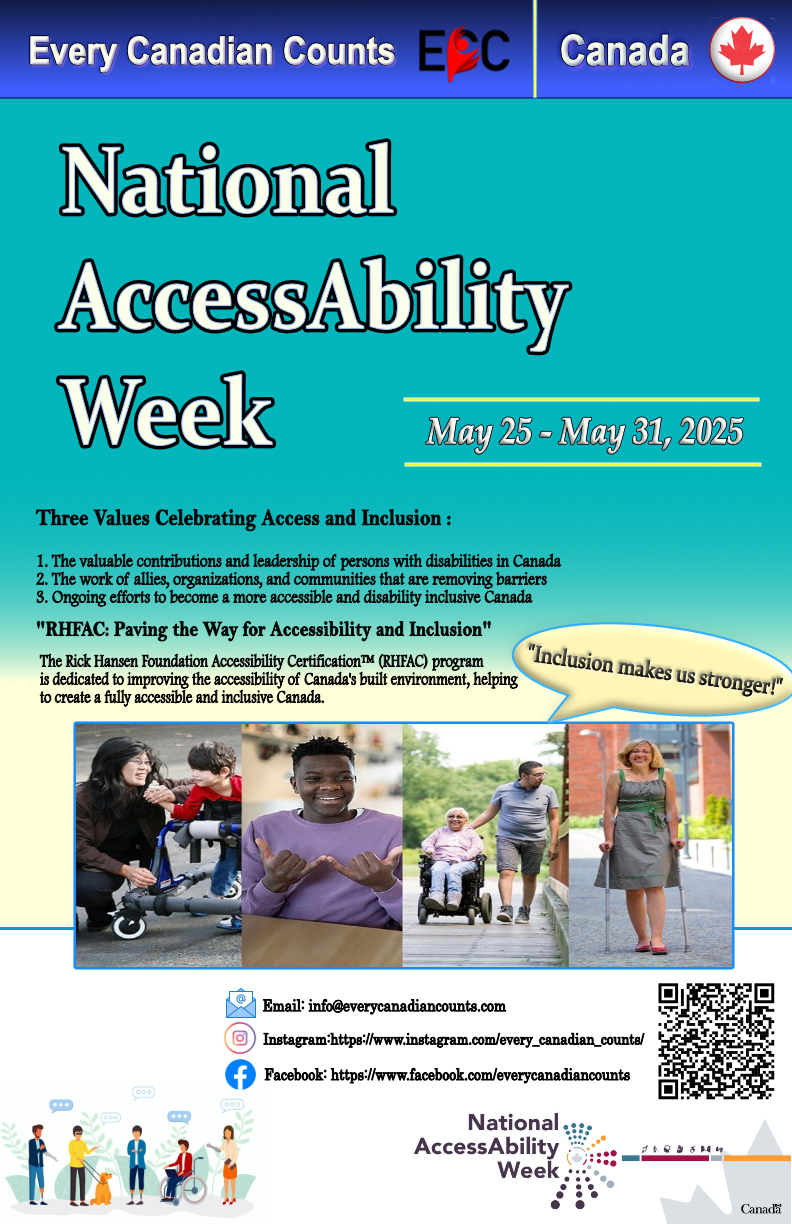 Every Canadian Counts
ECC
Canada
National
AccessAbility
Week
May 25 - May 31, 2025
Three Values Celebrating Access and Inclusion :
1. The valuable contributions and leadership of persons with disabilities in Canada
2. The work of allies, organizations, and communities that are removing barriers
3. Ongoing efforts to become a more accessible and disability inclusive Canada
"RHFAC: Paving the Way for Accessibility and Inclusion"
The Rick Hansen Foundation Accessibility Certification™ (RHFAC) program
is dedicated to improving the accessibility of Canada's built environment, helping
to create a fully accessible and inclusive Canada.
"Inclusion makes us stronger!"
Email: info@everycanadiancounts.com
Instagram:https://www.instagram.com/every_canadian_counts/
Facebook: https://www.facebook.com/everycanadiancounts
National
AccessAbility
Week
Canada